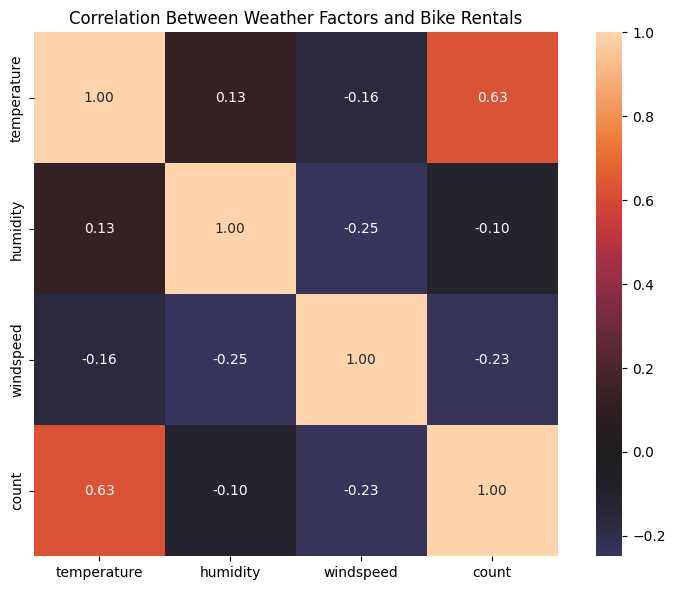 Correlation Between Weather Factors and Bike Rentals
temperature
1.00 0.13 -0.16 0.63
humidity
0.13 1.00 -0.25 -0.10
windspeed
-0.16 -0.25 1.00 -0.23
count
0.63 -0.10 -0.23 1.00
temperature humidity windspeed count
1.0
0.8
0.6
0.4
0.2
0.0
-0.2